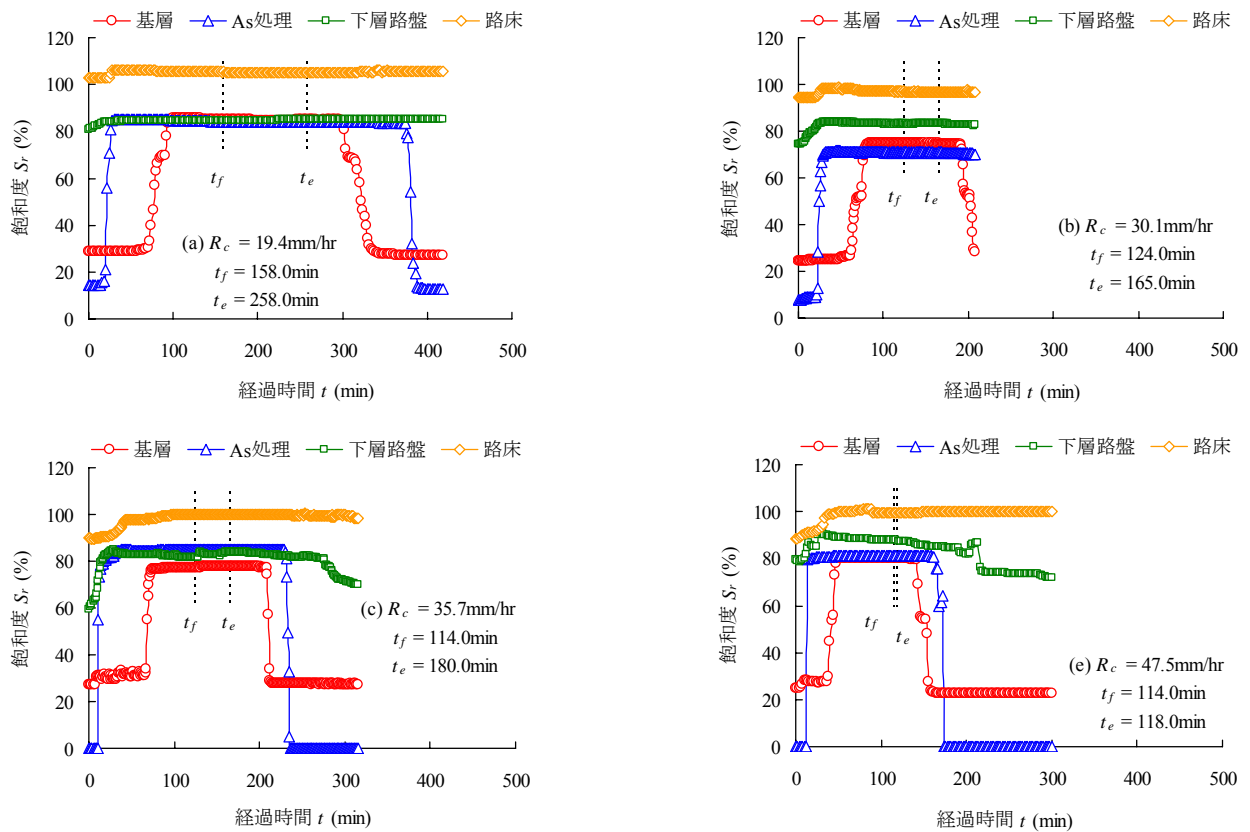 基層 As処理 下層路盤 路床
120
100
80
60
40
20
0
飽和度 Sr (%)
tf te
(a) Rc = 19.4mm/hr
tf = 158.0min
te = 258.0min
0 100 200 300 400 500
経過時間 t (min)
基層 As処理 下層路盤 路床
120
100
80
60
40
20
0
飽和度 Sr (%)
tf te
(b) Rc = 30.1mm/hr
tf = 124.0min
te = 165.0min
0 100 200 300 400 500
経過時間 t (min)
基層 As処理 下層路盤 路床
120
100
80
60
40
20
0
飽和度 Sr (%)
tf te
(c) Rc = 35.7mm/hr
tf = 114.0min
te = 180.0min
0 100 200 300 400 500
経過時間 t (min)
基層 As処理 下層路盤 路床
120
100
80
60
40
20
0
飽和度 Sr (%)
tf te
(e) Rc = 47.5mm/hr
tf = 114.0min
te = 118.0min
0 100 200 300 400 500
経過時間 t (min)